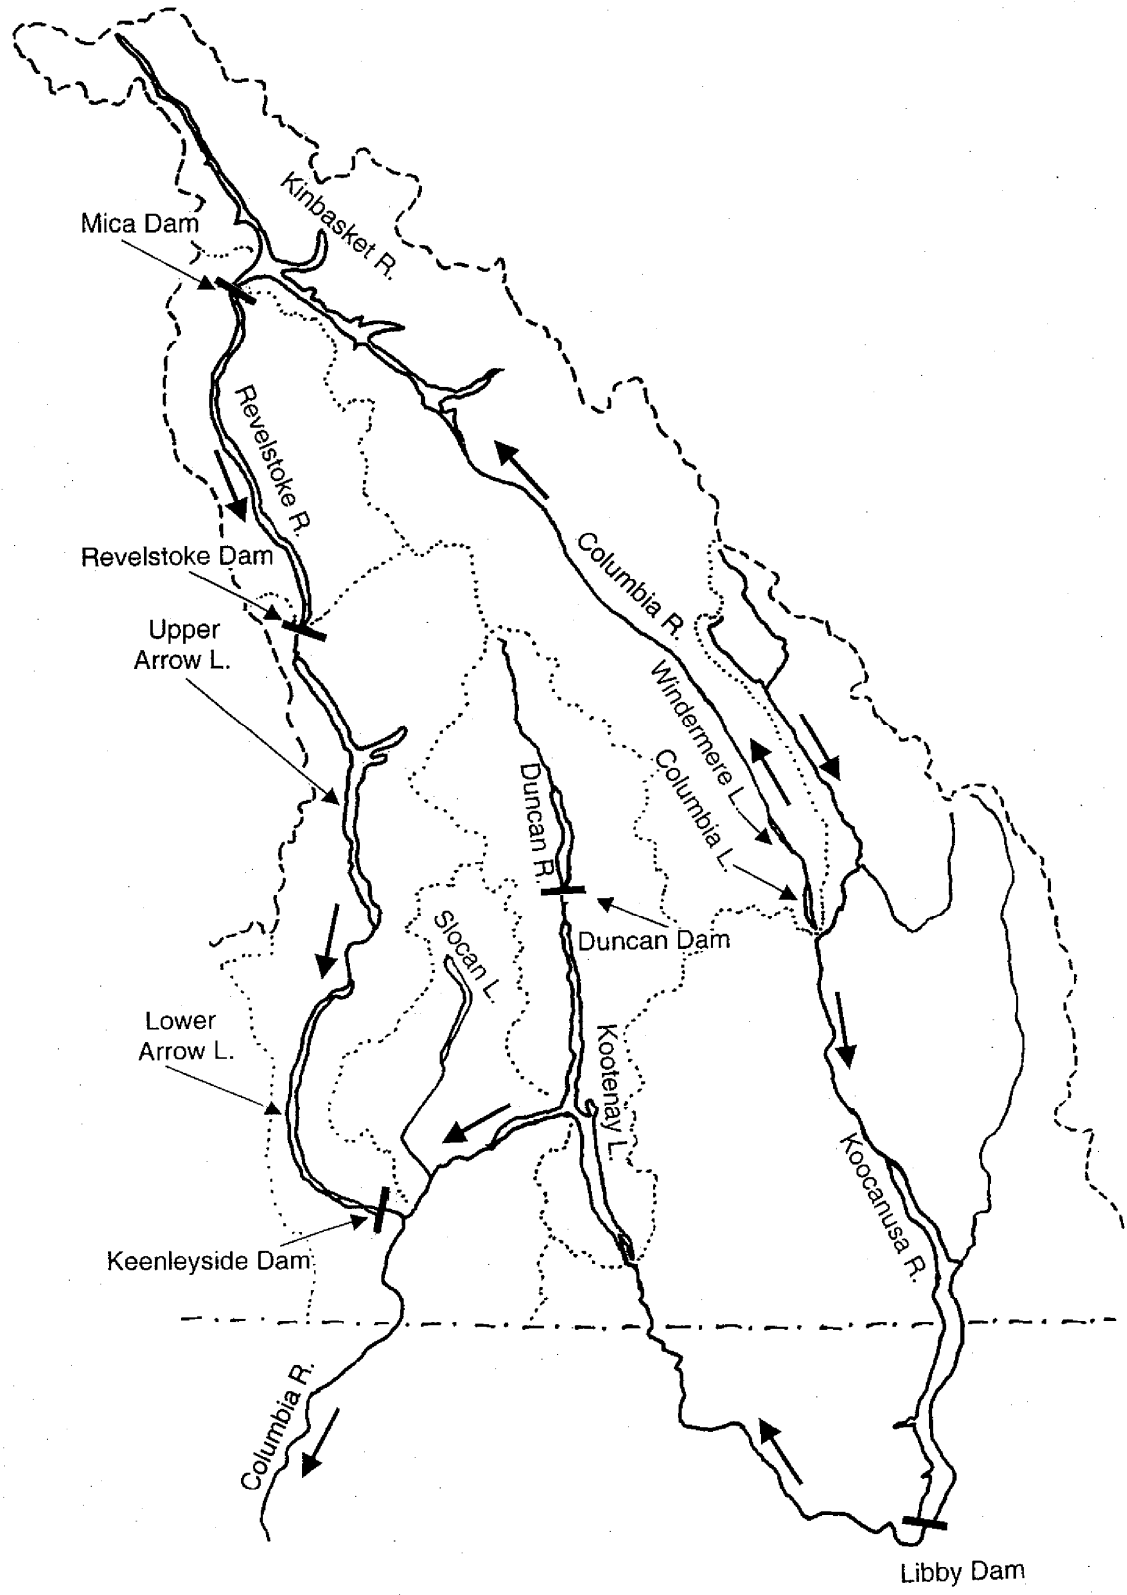 Kinbasket R.
Mica Dam
Revelstoke R.
Columbia R.
Revelstoke Dam
Upper
Arrow L.
Windermere L.
Columbia L.
Duncan R.
Slocan L.
Duncan Dam
Lower
Arrow L.
Kootenay L.
Koocanusa R.
Keenleyside Dam
Columbia R.
Libby Dam